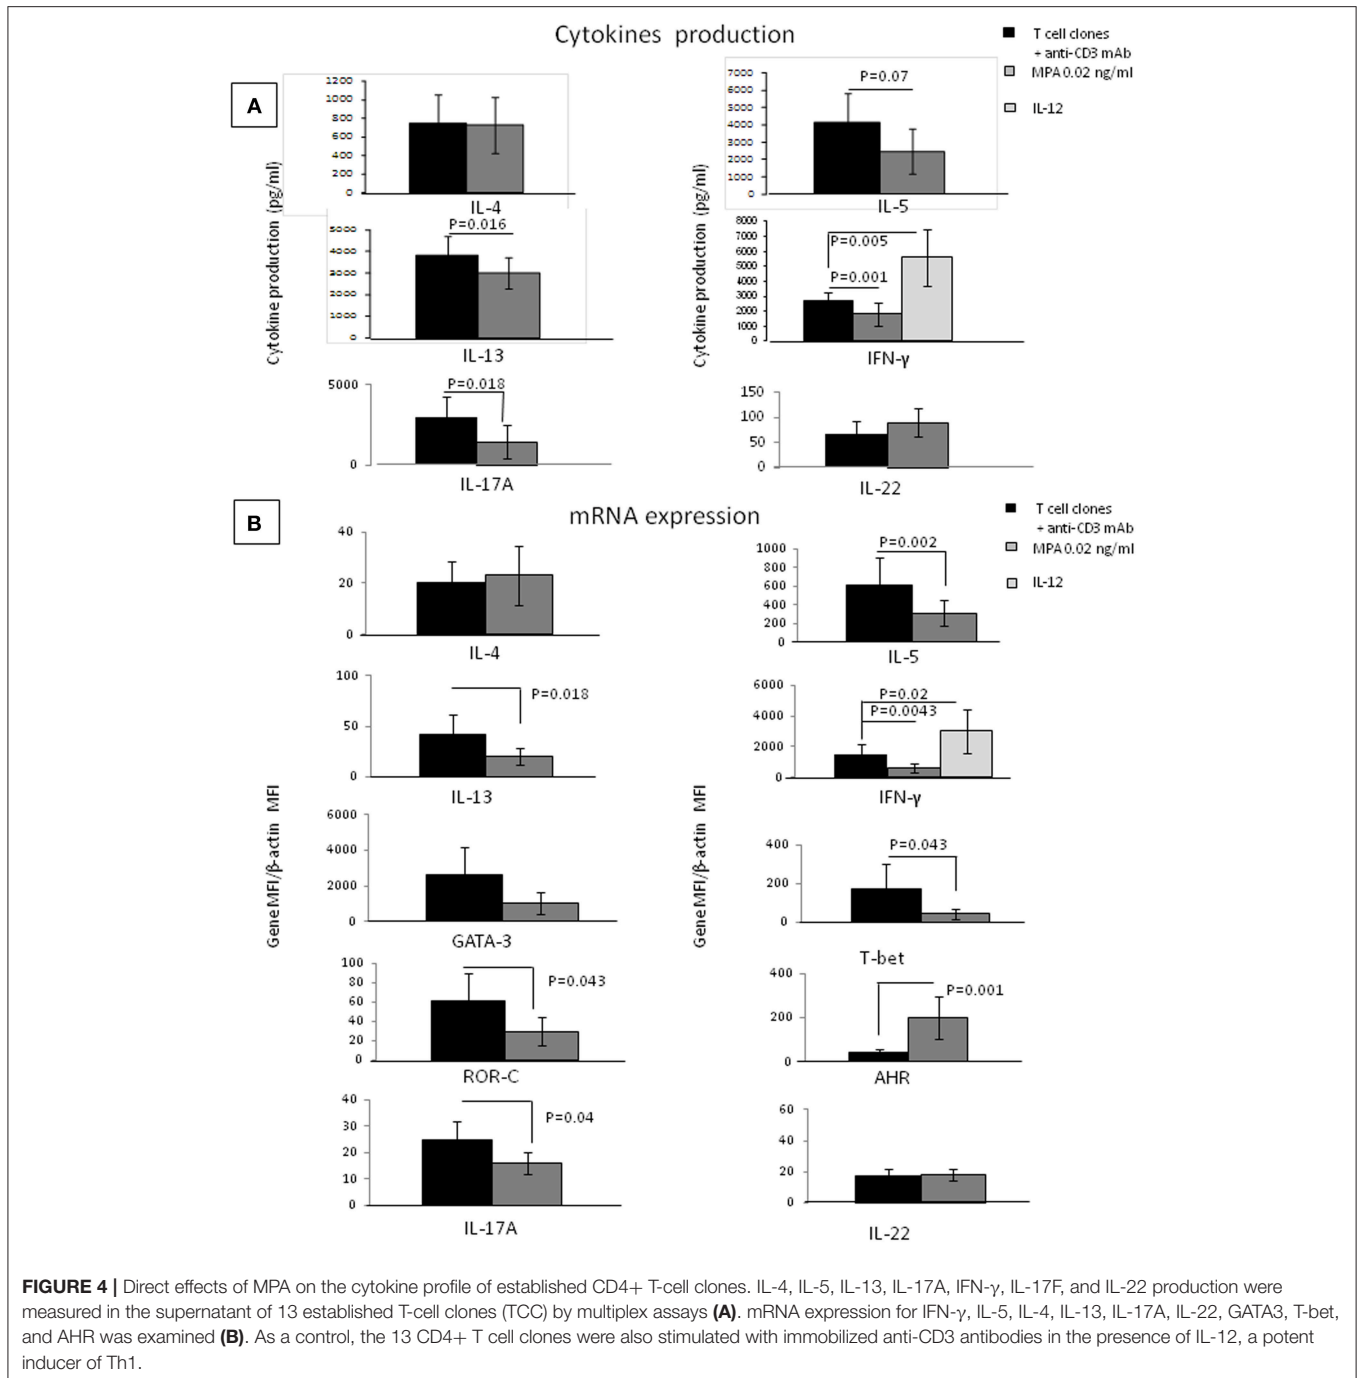 Cytokines production
T cell clones
+ anti-CD3 mAb
MPA 0.02 ng/ml
IL-12
A
Cytokine production (pg/ml)
1200
1000
800
600
400
200
0
IL-4
Cytokine production (pg/ml)
7000
6000
5000
4000
3000
2000
1000
0
P=0.07
IL-5
5000
4000
3000
2000
1000
0
P=0.016
IL-13
8000
7000
6000
5000
4000
3000
2000
1000
0
P=0.005
P=0.001
IFN-γ
5000
0
P=0.018
IL-17A
150
100
50
0
IL-22
B
mRNA expression
T cell clones
+ anti-CD3 mAb
MPA 0.02 ng/ml
IL-12
Gene MFI/β-actin MFI
40
20
0
IL-4
Gene MFI/β-actin MFI
1000
800
600
400
200
0
P=0.002
IL-5
100
50
0
P=0.018
IL-13
6000
4000
2000
0
P=0.02
P=0.0043
IFN-γ
6000
4000
2000
0
GATA-3
400
200
0
P=0.043
T-bet
100
80
60
40
20
0
P=0.043
ROR-C
400
200
0
P=0.001
AHR
40
30
20
10
0
P=0.04
IL-17A
60
40
20
0
IL-22
FIGURE 4 | Direct effects of MPA on the cytokine profile of established CD4+ T-cell clones. IL-4, IL-5, IL-13, IL-17A, IFN-γ, IL-17F, and IL-22 production were
measured in the supernatant of 13 established T-cell clones (TCC) by multiplex assays (A). mRNA expression for IFN-γ, IL-5, IL-4, IL-13, IL-17A, IL-22, GATA3, T-bet,
and AHR was examined (B). As a control, the 13 CD4+ T cell clones were also stimulated with immobilized anti-CD3 antibodies in the presence of IL-12, a potent
inducer of Th1.